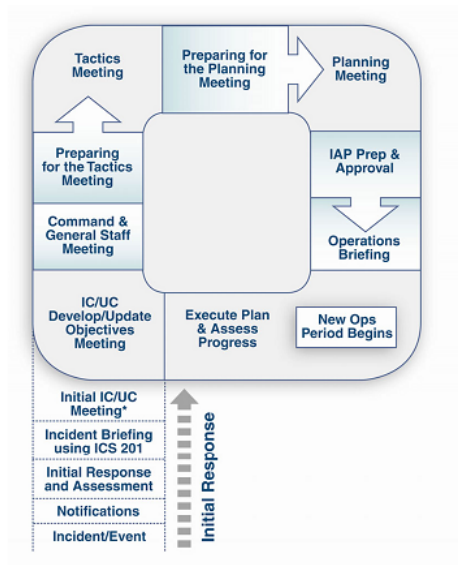 Tactics
Meeting
Preparing for
the Planning
Meeting
Planning
Meeting
Preparing
for the Tactics
Meeting
IAP Prep &
Approval
Command &
General Staff
Meeting
Operations
Briefing
IC/UC
Develop/Update
Objectives
Meeting
Execute Plan
& Assess
Progress
New Ops
Period Begins
Initial IC/UC
Meeting*
Incident Briefing
using ICS 201
Initial Response
and Assessment
Notifications
Incident/Event
Initial Response